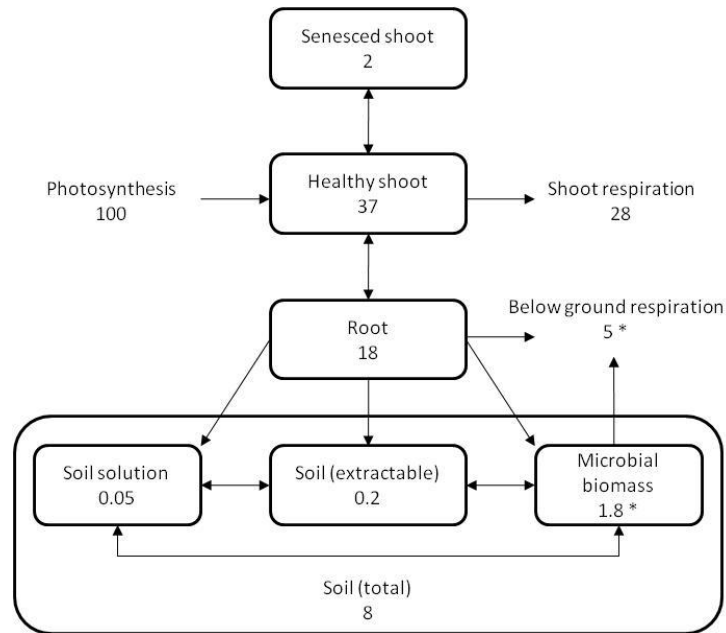 Senesced shoot
2
Photosynthesis
100
Healthy shoot
37
Shoot respiration
28
Root
18
Below ground respiration
5 *
Soil solution
0.05
Soil (extractable)
0.2
Microbial
biomass
1.8 *
Soil (total)
8